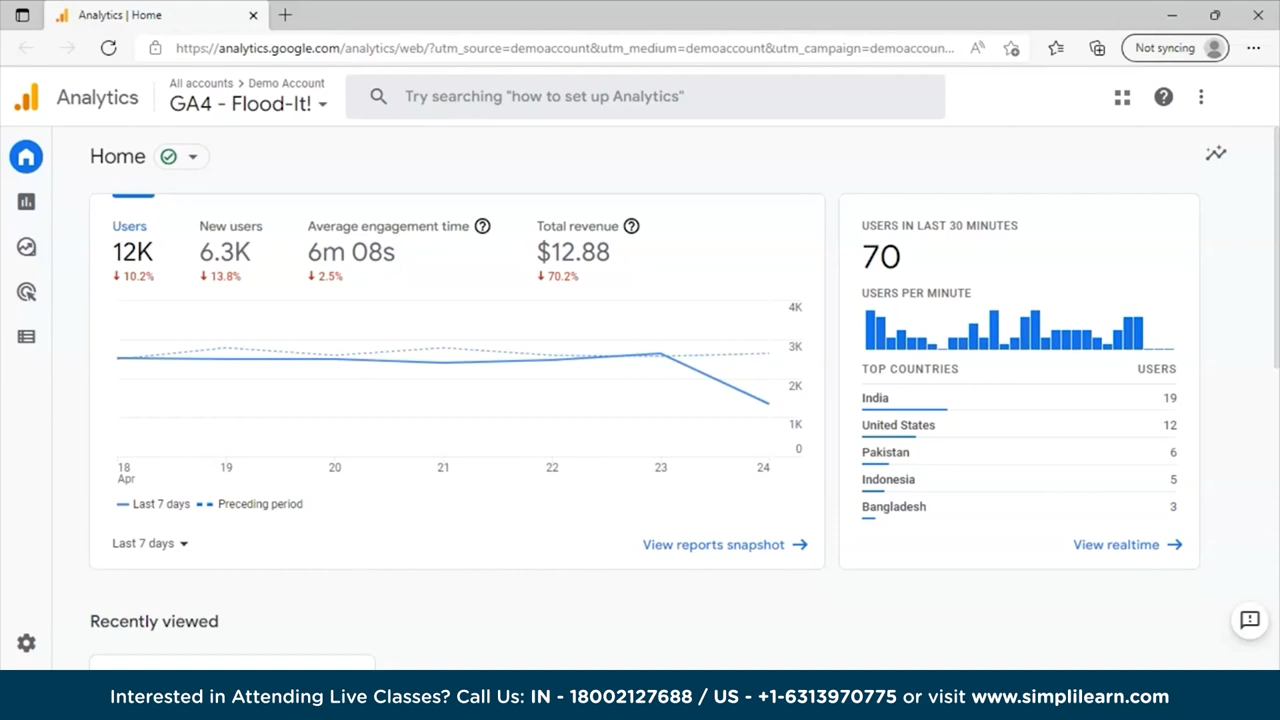 Analytics | Home
https://analytics.google.com/analytics/web/?utm_source=demoaccount&utm_medium=demoaccount&utm_campaign=demoaccoun...
Not syncing
Analytics
All accounts > Demo Account
GA4 - Flood-It!
Try searching "how to set up Analytics"
Home
Users
12K
↓ 10.2%
New users
6.3K
↓ 13.8%
Average engagement time
6m 08s
↓ 2.5%
Total revenue
$12.88
↓ 70.2%
4K
3K
2K
1K
0
18
Apr
19
20
21
22
23
24
Last 7 days
Preceding period
Last 7 days
View reports snapshot
USERS IN LAST 30 MINUTES
70
USERS PER MINUTE
TOP COUNTRIES USERS
India 19
United States 12
Pakistan 6
Indonesia 5
Bangladesh 3
View realtime
Recently viewed
Interested in Attending Live Classes? Call Us: IN - 18002127688 / US - +1-6313970775 or visit www.simplilearn.com